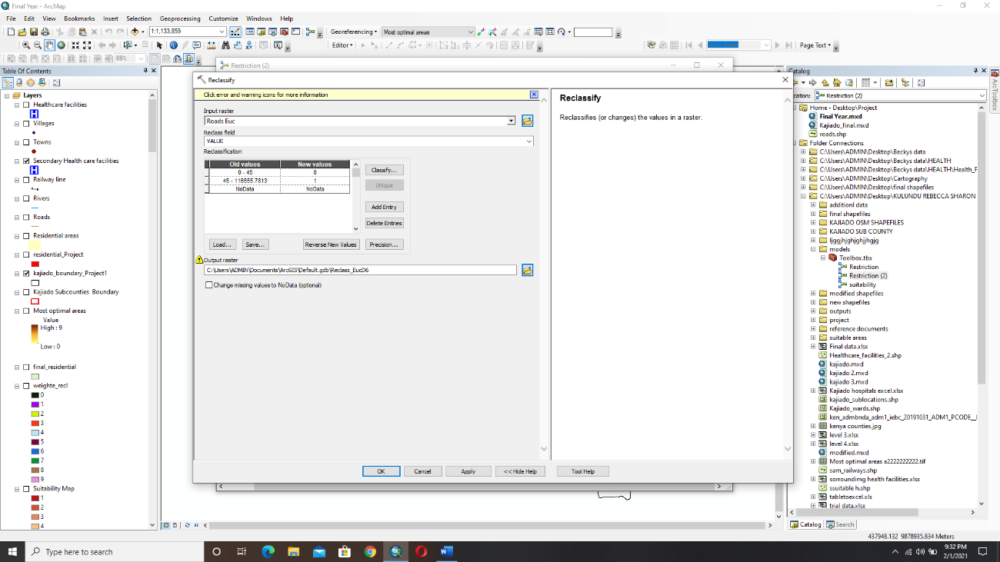 Final Year - ArcMap
File Edit View Bookmarks Insert Selection Geoprocessing Customize Windows Help
1:1,133,859
Georeferencing
Most optimal areas
Editor
Page Text
69%
Table Of Contents
Layers
Healthcare facilities
Villages
Towns
Secondary Health care facilities
Railway line
Rivers
Roads
Residential areas
residential_Project
kajiado_boundary_Project1
Kajiado Subcounties Boundary
Most optimal areas
Value
High : 9
Low : 0
final_residential
weighte_recl
0
1
2
3
4
5
6
7
8
9
Suitability Map
1
2
3
4
Restriction (2)
Reclassify
Click error and warning icons for more information
Input raster
Roads Euc
Reclass field
VALUE
Reclassification
Old values New values
0 - 45 0
45 - 116555.7813 1
NoData NoData
Classify...
Unique
Add Entry
Delete Entries
Load... Save... Reverse New Values Precision...
Output raster
C:\Users\ADMIN\Documents\ArcGIS\Default.gdb\Reclass_EucD6
Change missing values to NoData (optional)
OK Cancel Apply << Hide Help Tool Help
Reclassify
Reclassifies (or changes) the values in a raster.
Catalog
cation: Restriction (2)
Home - Desktop\Project
Final Year.mxd
Kajiado_final.mxd
roads.shp
Folder Connections
C:\Users\ADMIN\Desktop\Beckys data
C:\Users\ADMIN\Desktop\Beckys data\HEALTH
C:\Users\ADMIN\Desktop\Beckys data\HEALTH\Health_F
C:\Users\ADMIN\Desktop\Cartography
C:\Users\ADMIN\Desktop\final shapefiles
C:\Users\ADMIN\Desktop\KULUNDU REBECCA SHARON
additionl data
final shapefiles
KAJIADO OSM SHAPEFILES
KAJIADO SUB COUNTY
models
Toolbox.tbx
Restriction
Restriction (2)
suitability
modified shapefiles
new shapefiles
outputs
project
reference documents
suitable areas
Final data.xlsx
Healthcare_facilities_2.shp
kajiado.mxd
kajiado 2.mxd
kajiado 3.mxd
Kajiado hospitals excel.xlsx
kajiado_sublocations.shp
Kajiado_wards.shp
ken_admbnda_adm1_iebc_20191031_ADM1_PCODE__
kenya counties.jpg
level 3.xlsx
level 4.xlsx
modified.mxd
Most optimal areas a2222222222.tif
sam_railways.shp
sorroundimg health facilities.xlsx
ssuitable h.shp
tabletoexcel.xls
trial data.xlsx
Catalog Search
ArcToolbox
437948.132 9878935.834 Meters
Type here to search
9:32 PM
2/1/2021